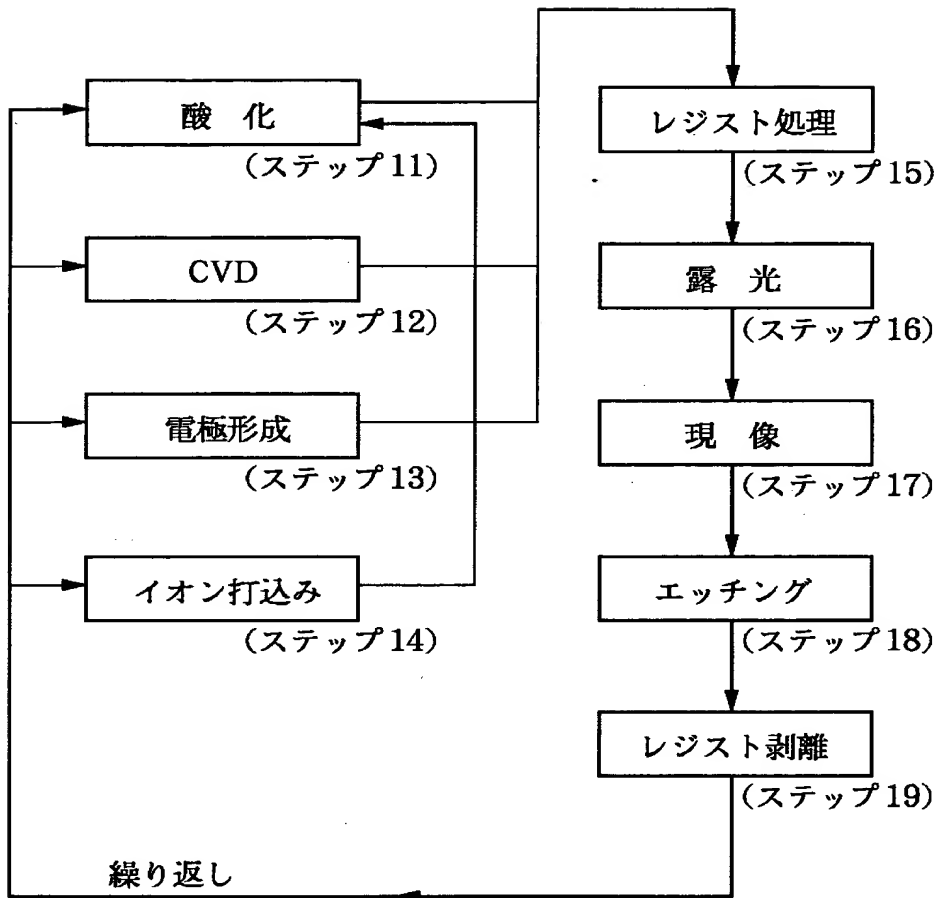 酸 化
(ステップ11)
CVD
(ステップ12)
電極形成
(ステップ13)
イオン打込み
(ステップ14)
レジスト処理
(ステップ15)
露 光
(ステップ16)
現 像
(ステップ17)
エッチング
(ステップ18)
レジスト剥離
(ステップ19)
繰り返し